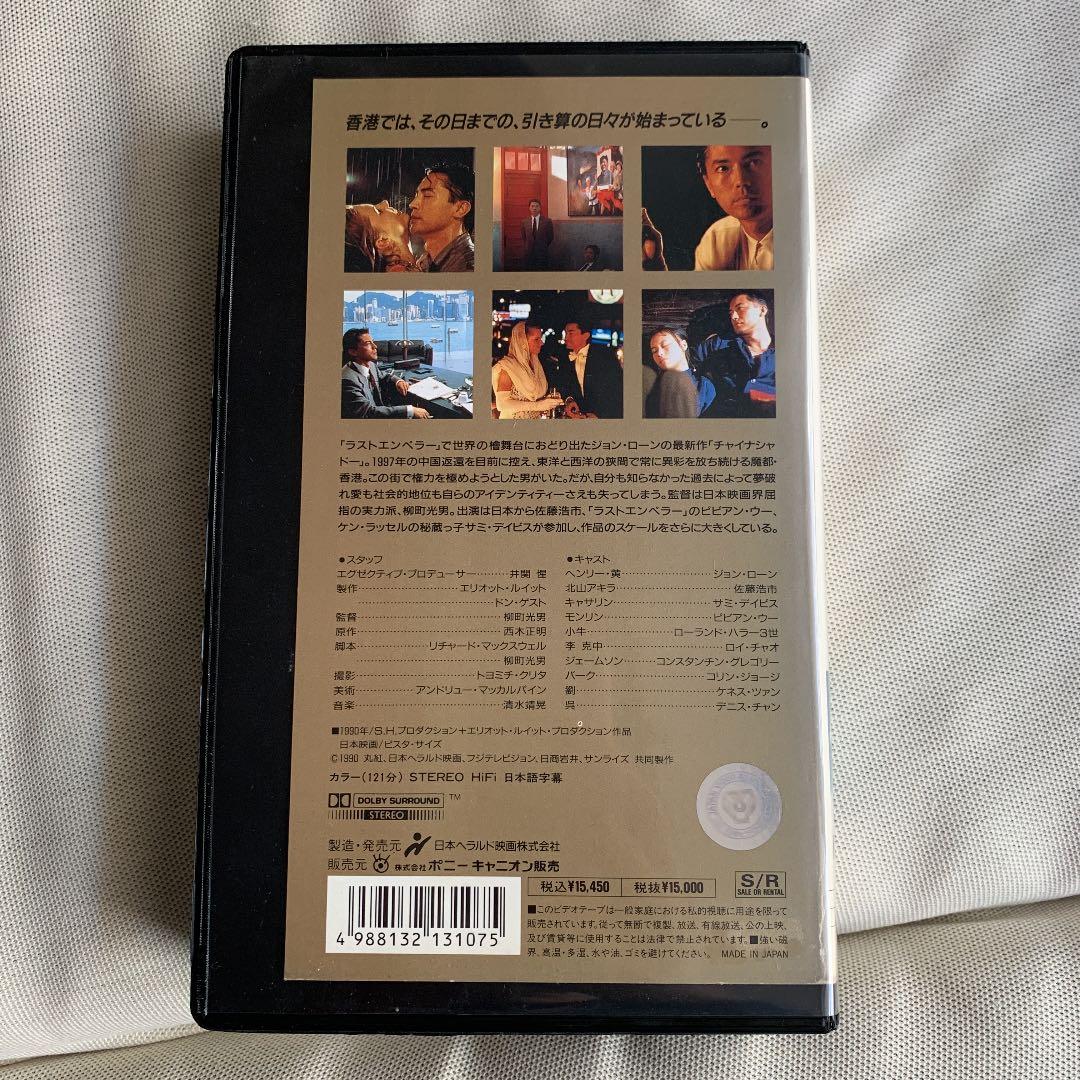 香港では、その日までの、引き算の日々が始まっている──。
「ラストエンペラー」で世界の檜舞台におどり出たジョン・ローンの最新作「チャイナシャ
ドー」。1997年の中国返還を目前に控え、東洋と西洋の狭間で常に異彩を放ち続ける魔都・
香港。この街で権力を極めようとした男がいた。だが、自分も知らなかった過去によって夢破
れ愛も社会的地位も自らのアイデンティティーさえも失ってしまう。監督は日本映画界屈
指の実力派、柳町光男。出演は日本から佐藤浩市、「ラストエンペラー」のビビアン・ウー、
ケン・ラッセルの秘蔵っ子サミ・デイビスが参加し、作品のスケールをさらに大きくしている。
●スタッフ
エグゼクティブ・プロデューサー………井関 惺
製作………………エリオット・ルイット
………………ドン・ゲスト
監督………………柳町光男
原作………………西木正明
脚本………リチャード・マックスウェル
………………柳町光男
撮影………………トヨミチ・クリタ
美術………アンドリュー・マッカルパイン
音楽………………清水靖晃
●キャスト
ヘンリー・黄………………ジョン・ローン
北山アキラ………………佐藤浩市
キャサリン………………サミ・デイビス
モンリン………………ビビアン・ウー
小牛………………ローランド・ハラー3世
李 克中………………ロイ・チャオ
ジェームソン………コンスタンチン・グレゴリー
バーク………………コリン・ジョージ
劉………………ケネス・ツァン
呉………………デニス・チャン
■1990年/S.H.プロダクション+エリオット・ルイット・プロダクション作品
日本映画/ビスタ・サイズ
©1990 丸紅、日本ヘラルド映画、フジテレビジョン、日商岩井、サンライズ 共同製作
カラー(121分) STEREO HiFi 日本語字幕
DOLBY SURROUND TM
STEREO
製造・発売元 日本ヘラルド映画株式会社
販売元 株式会社 ポニーキャニオン販売
税込¥15,450 税抜¥15,000
S/R
SALE OR RENTAL
4 988132 131075
■このビデオテープは一般家庭における私的視聴に用途を限って
販売されています。従って無断で複製、放送、有線放送、公の上映、
及び賃貸等に使用することは法律で禁止されています。■強い磁
界、高温・多湿、水や油、ゴミを避けてください。 MADE IN JAPAN